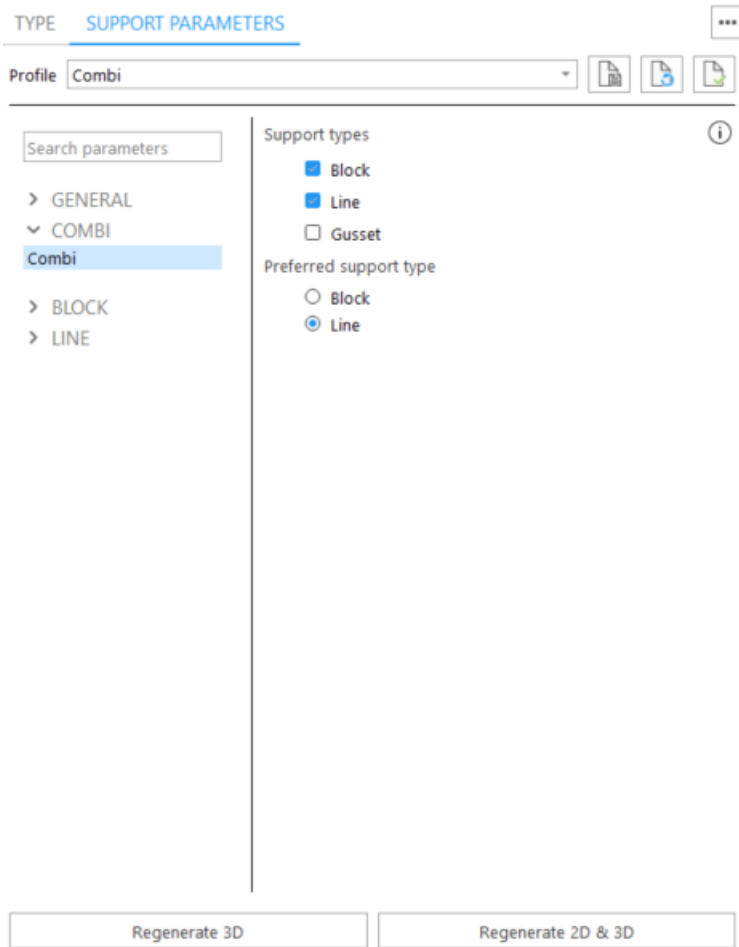 TYPE SUPPORT PARAMETERS
Profile Combi
Search parameters
GENERAL
COMBI
Combi
BLOCK
LINE
Support types
Block
Line
Gusset
Preferred support type
Block
Line
Regenerate 3D
Regenerate 2D & 3D